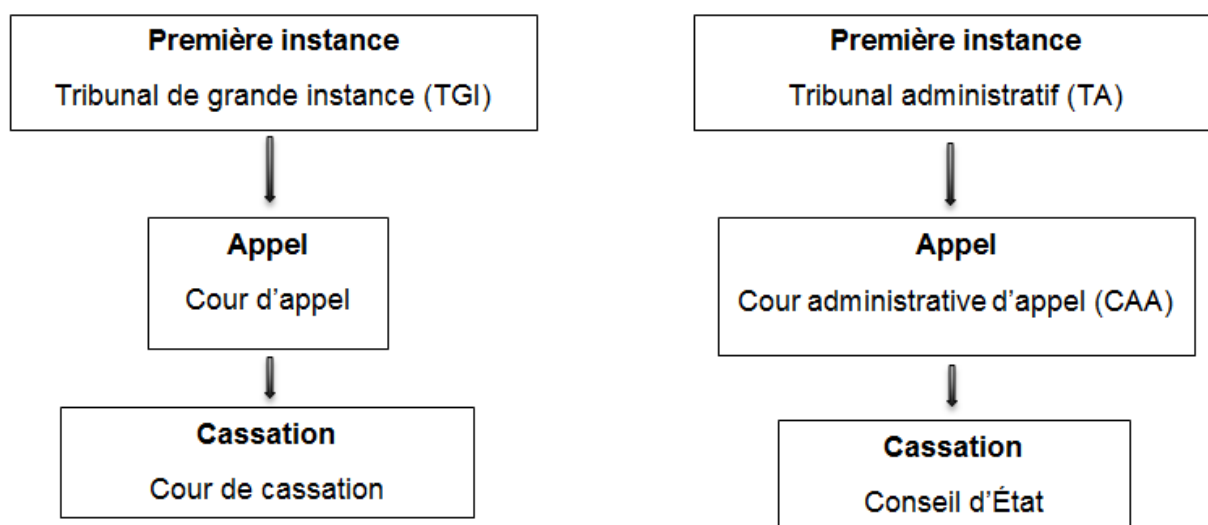 Première instance
Tribunal de grande instance (TGI)
Appel
Cour d’appel
Cassation
Cour de cassation
Première instance
Tribunal administratif (TA)
Appel
Cour administrative d’appel (CAA)
Cassation
Conseil d’État